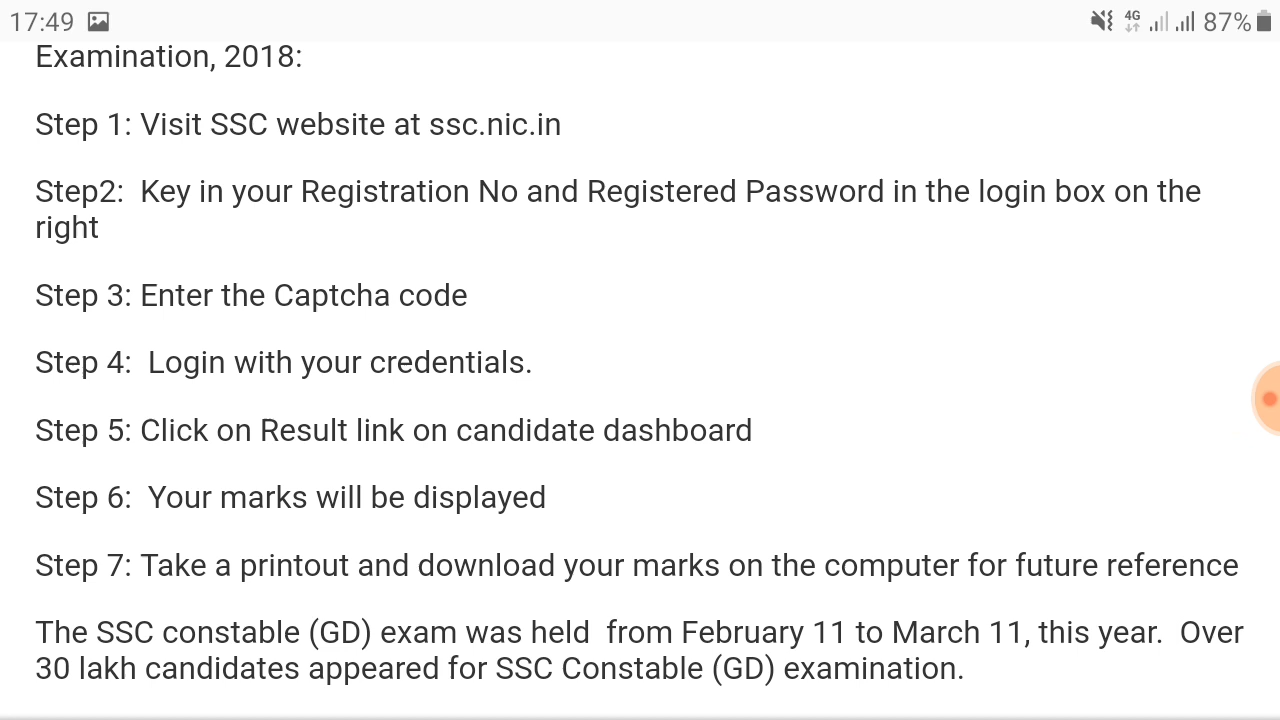 17:49 4G 87%
Examination, 2018:
Step 1: Visit SSC website at ssc.nic.in
Step2:  Key in your Registration No and Registered Password in the login box on the
right
Step 3: Enter the Captcha code
Step 4:  Login with your credentials.
Step 5: Click on Result link on candidate dashboard
Step 6:  Your marks will be displayed
Step 7: Take a printout and download your marks on the computer for future reference
The SSC constable (GD) exam was held  from February 11 to March 11, this year.  Over
30 lakh candidates appeared for SSC Constable (GD) examination.